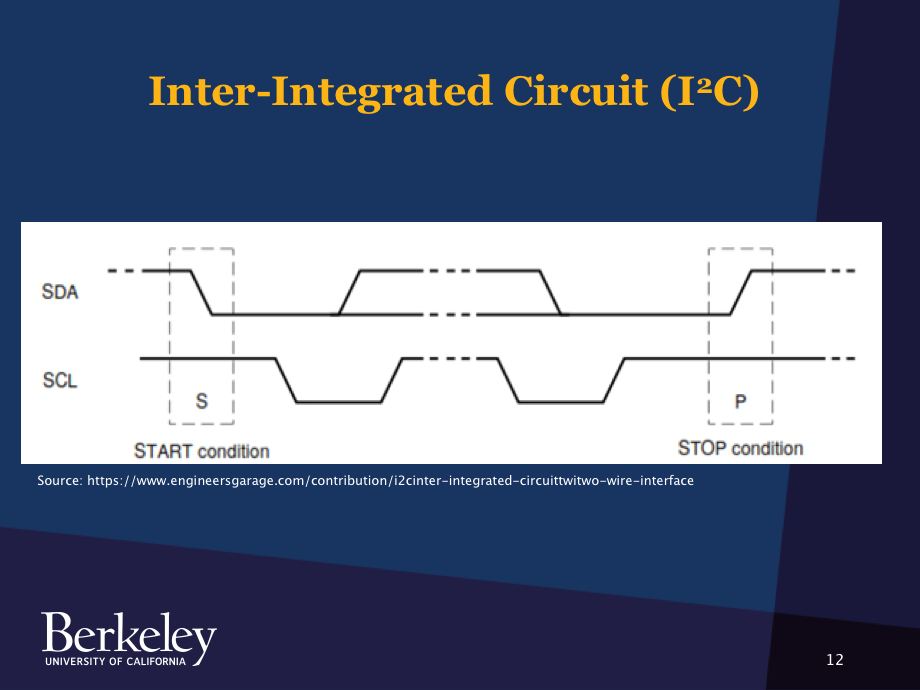 Inter-Integrated Circuit (I²C)
SDA
SCL
S
P
START condition
STOP condition
Source: https://www.engineersgarage.com/contribution/i2cinter-integrated-circuittwitwo-wire-interface
Berkeley
UNIVERSITY OF CALIFORNIA
12